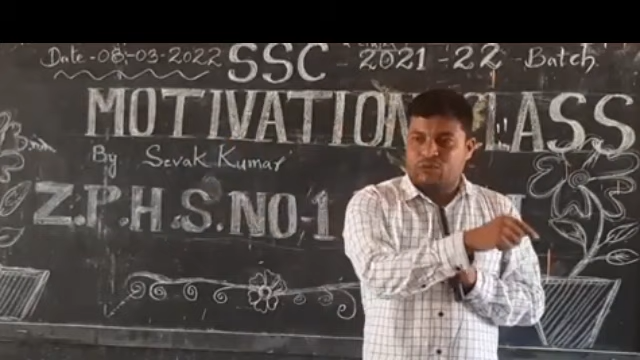 Date-08-03-2022 SSC - 2021-22 - Batch
MOTIVATION CLASS
By Sevak Kumar
Z.P.H.S.NO-1